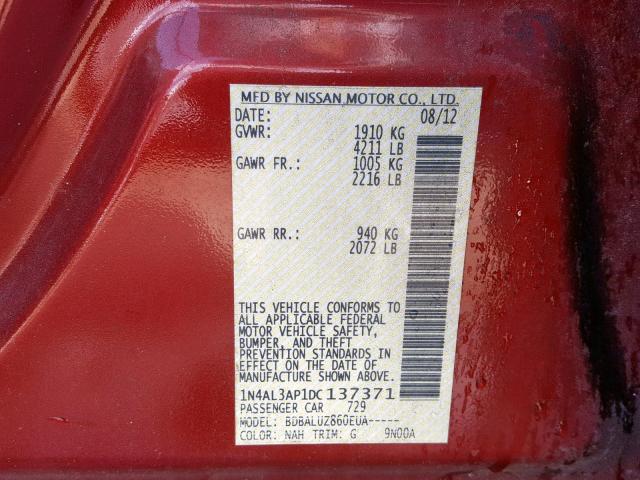 MFD BY NISSAN MOTOR CO., LTD.
DATE: 08/12
GVWR: 1910 KG
4211 LB
GAWR FR.: 1005 KG
2216 LB
GAWR RR.: 940 KG
2072 LB
THIS VEHICLE CONFORMS TO
ALL APPLICABLE FEDERAL
MOTOR VEHICLE SAFETY,
BUMPER, AND THEFT
PREVENTION STANDARDS IN
EFFECT ON THE DATE OF
MANUFACTURE SHOWN ABOVE.
1N4AL3AP1DC137371
PASSENGER CAR 729
MODEL: BDBALUZ860EUA-----
COLOR: NAH TRIM: G 9N00A